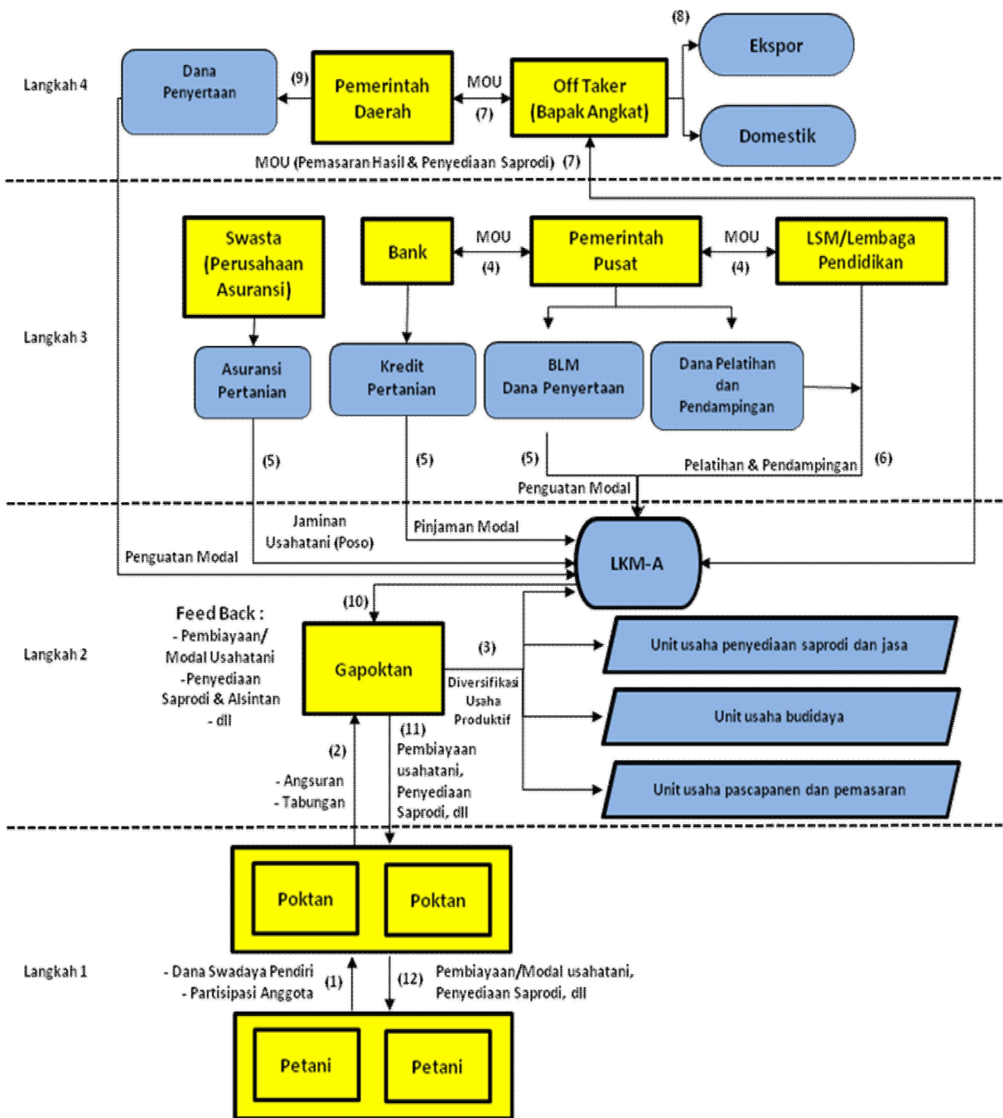 (8)
Ekspor
Langkah 4
Dana
Penyertaan
(9)
Pemerintah
Daerah
MOU
(7)
Off Taker
(Bapak Angkat)
Domestik
MOU (Pemasaran Hasil & Penyediaan Saprodi) (7)
Langkah 3
Swasta
(Perusahaan
Asuransi)
Bank
MOU
(4)
Pemerintah
Pusat
MOU
(4)
LSM/Lembaga
Pendidikan
Asuransi
Pertanian
Kredit
Pertanian
BLM
Dana Penyertaan
Dana Pelatihan
dan
Pendampingan
(5)
(5)
(5)
(6)
Pelatihan & Pendampingan
Penguatan Modal
Jaminan
Usahatani (Poso)
Pinjaman Modal
Penguatan Modal
LKM-A
(10)
Langkah 2
Feed Back :
- Pembiayaan/
Modal Usahatani
-Penyediaan
Saprodi & Alsintan
- dll
Gapoktan
(3)
Diversifikasi
Usaha
Produktif
Unit usaha penyediaan saprodi dan jasa
Unit usaha budidaya
Unit usaha pascapanen dan pemasaran
(2)
- Angsuran
- Tabungan
(11)
Pembiayaan
usahatani,
Penyediaan
Saprodi, dll
Poktan
Poktan
Langkah 1
- Dana Swadaya Pendiri
- Partisipasi Anggota
(1)
(12)
Pembiayaan/Modal usahatani,
Penyediaan Saprodi, dll
Petani
Petani